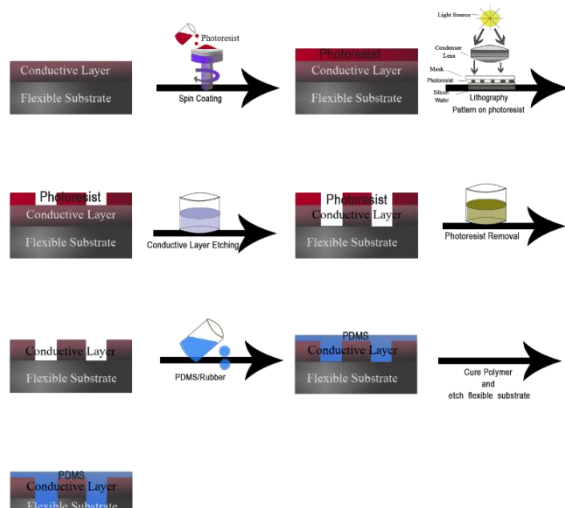 Conductive Layer
Flexible Substrate
Photoresist
Spin Coating
Photoresist
Conductive Layer
Flexible Substrate
Light Source
Condenser
Lens
Mask
Photoresist
Silicon
Wafer
Lithography
Pattern on photoresist
Photoresist
Conductive Layer
Flexible Substrate
Conductive Layer Etching
Photoresist
Conductive Layer
Flexible Substrate
Photoresist Removal
Conductive Layer
Flexible Substrate
PDMS/Rubber
PDMS
Conductive Layer
Flexible Substrate
Cure Polymer
and
etch flexible substrate
PDMS
Conductive Layer
Flexible Substrate